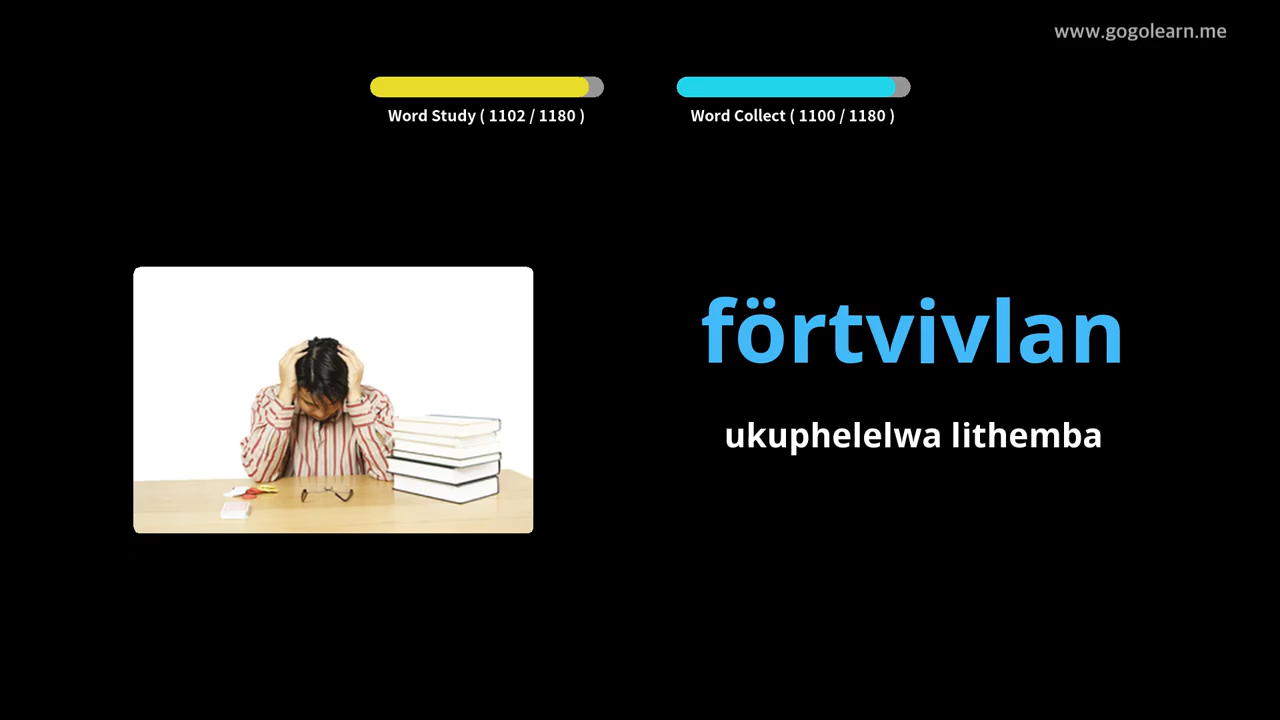 www.gogolearn.me
Word Study ( 1102 / 1180 )
Word Collect ( 1100 / 1180 )
förtvivlan
ukuphelelwa lithemba